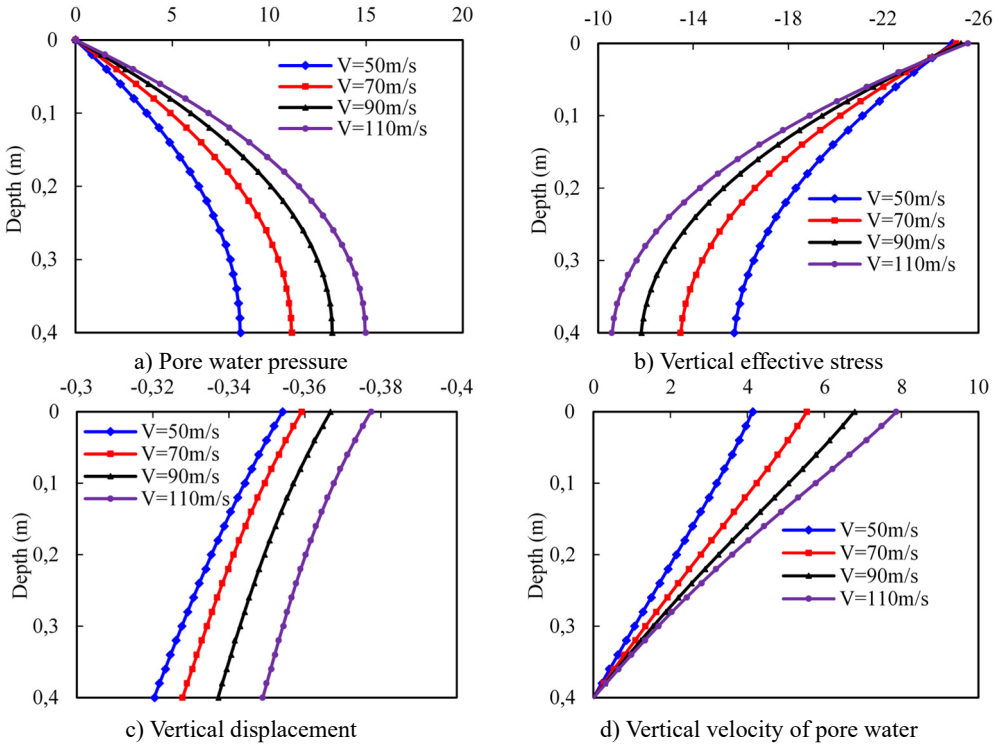 0 5 10 15 20
0
0,1
0,2
0,3
0,4
Depth (m)
V=50m/s
V=70m/s
V=90m/s
V=110m/s
a) Pore water pressure
-10 -14 -18 -22 -26
0
0,1
0,2
0,3
0,4
Depth (m)
V=50m/s
V=70m/s
V=90m/s
V=110m/s
b) Vertical effective stress
-0,3 -0,32 -0,34 -0,36 -0,38 -0,4
0
0,1
0,2
0,3
0,4
Depth (m)
V=50m/s
V=70m/s
V=90m/s
V=110m/s
c) Vertical displacement
0 2 4 6 8 10
0
0,1
0,2
0,3
0,4
Depth (m)
V=50m/s
V=70m/s
V=90m/s
V=110m/s
d) Vertical velocity of pore water